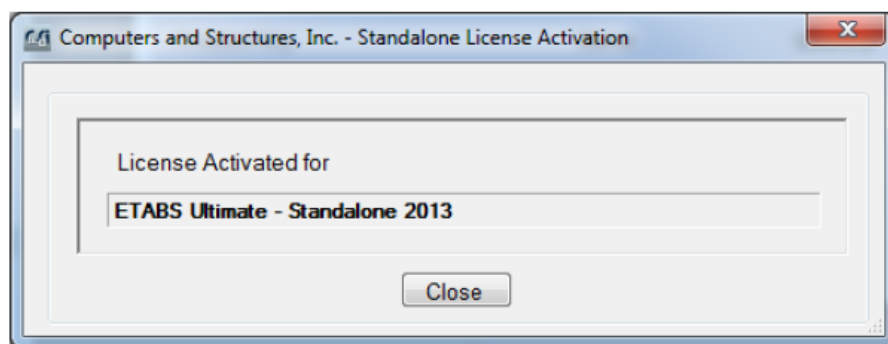 Computers and Structures, Inc. - Standalone License Activation
License Activated for
ETABS Ultimate - Standalone 2013
Close